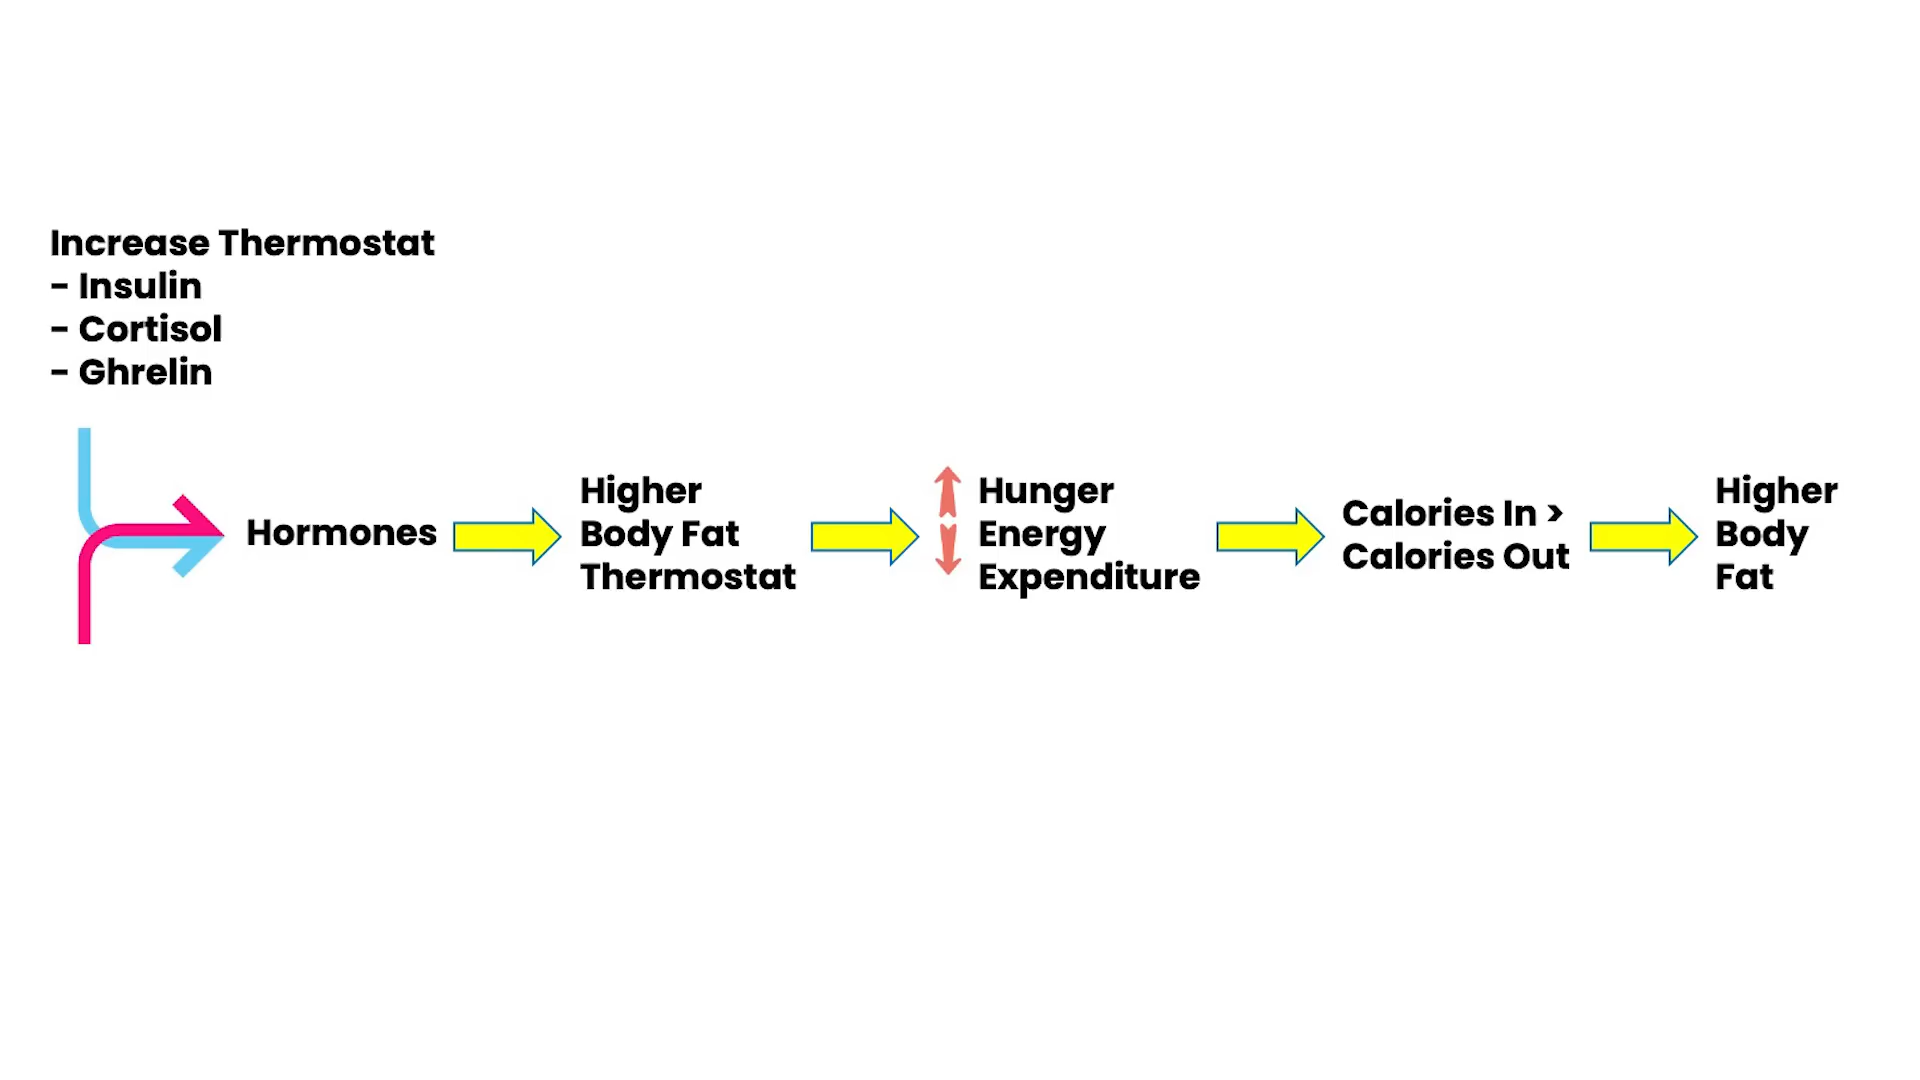 Increase Thermostat
- Insulin
- Cortisol
- Ghrelin
Hormones
Higher
Body Fat
Thermostat
Hunger
Energy
Expenditure
Calories In >
Calories Out
Higher
Body
Fat